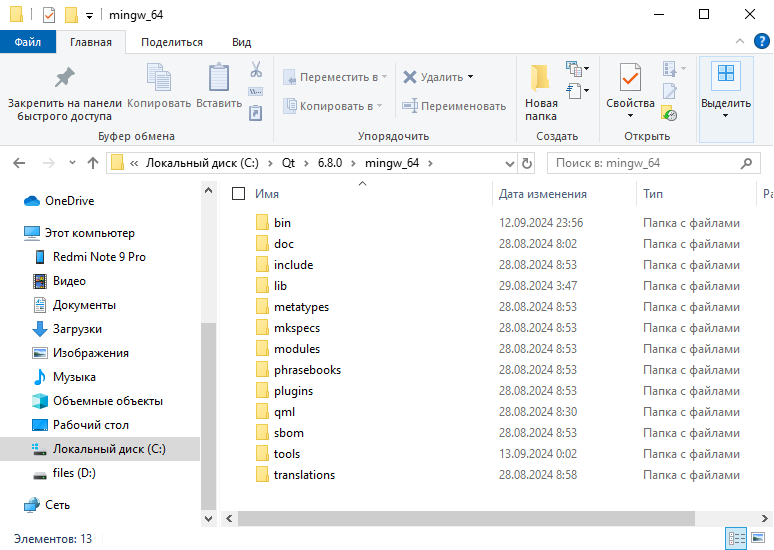 mingw_64
Файл Главная Поделиться Вид
Закрепить на панели быстрого доступа
Копировать
Вставить
Переместить в
Копировать в
Удалить
Переименовать
Новая папка
Свойства
Выделить
Буфер обмена Упорядочить Создать Открыть
« Локальный диск (C:) > Qt > 6.8.0 > mingw_64 >
Поиск в: mingw_64
OneDrive
Этот компьютер
Redmi Note 9 Pro
Видео
Документы
Загрузки
Изображения
Музыка
Объемные объекты
Рабочий стол
Локальный диск (C:)
files (D:)
Сеть
Имя Дата изменения Тип Ра
bin 12.09.2024 23:56 Папка с файлами
doc 28.08.2024 8:02 Папка с файлами
include 28.08.2024 8:53 Папка с файлами
lib 29.08.2024 3:47 Папка с файлами
metatypes 28.08.2024 8:53 Папка с файлами
mkspecs 28.08.2024 8:53 Папка с файлами
modules 28.08.2024 8:53 Папка с файлами
phrasebooks 28.08.2024 8:53 Папка с файлами
plugins 28.08.2024 8:53 Папка с файлами
qml 28.08.2024 8:30 Папка с файлами
sbom 28.08.2024 8:53 Папка с файлами
tools 13.09.2024 0:02 Папка с файлами
translations 28.08.2024 8:58 Папка с файлами
Элементов: 13